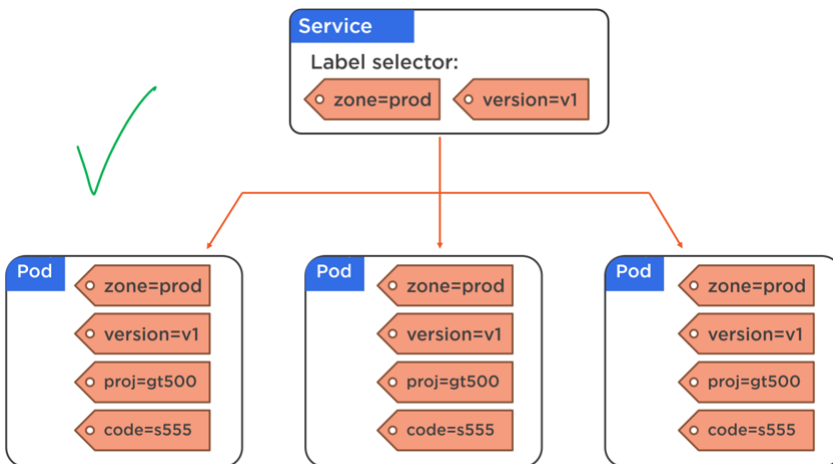 Service
Label selector:
zone=prod version=v1
Pod
zone=prod
version=v1
proj=gt500
code=s555
Pod
zone=prod
version=v1
proj=gt500
code=s555
Pod
zone=prod
version=v1
proj=gt500
code=s555